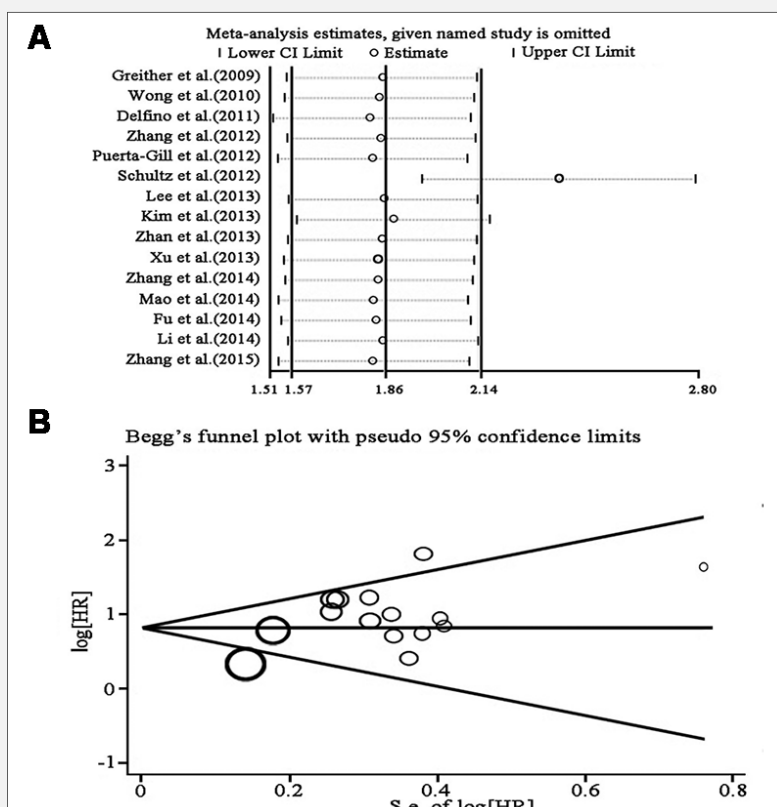 A
Meta-analysis estimates, given named study is omitted
Lower CI Limit Estimate Upper CI Limit
Greither et al.(2009)
Wong et al.(2010)
Delfino et al.(2011)
Zhang et al.(2012)
Puerta-Gill et al.(2012)
Schultz et al.(2012)
Lee et al.(2013)
Kim et al.(2013)
Zhan et al.(2013)
Xu et al.(2013)
Zhang et al.(2014)
Mao et al.(2014)
Fu et al.(2014)
Li et al.(2014)
Zhang et al.(2015)
1.51 1.57 1.86 2.14 2.80
B
Begg's funnel plot with pseudo 95% confidence limits
3
2
1
0
-1
log[HR]
0 0.2 0.4 0.6 0.8
S.e. of log[HR]